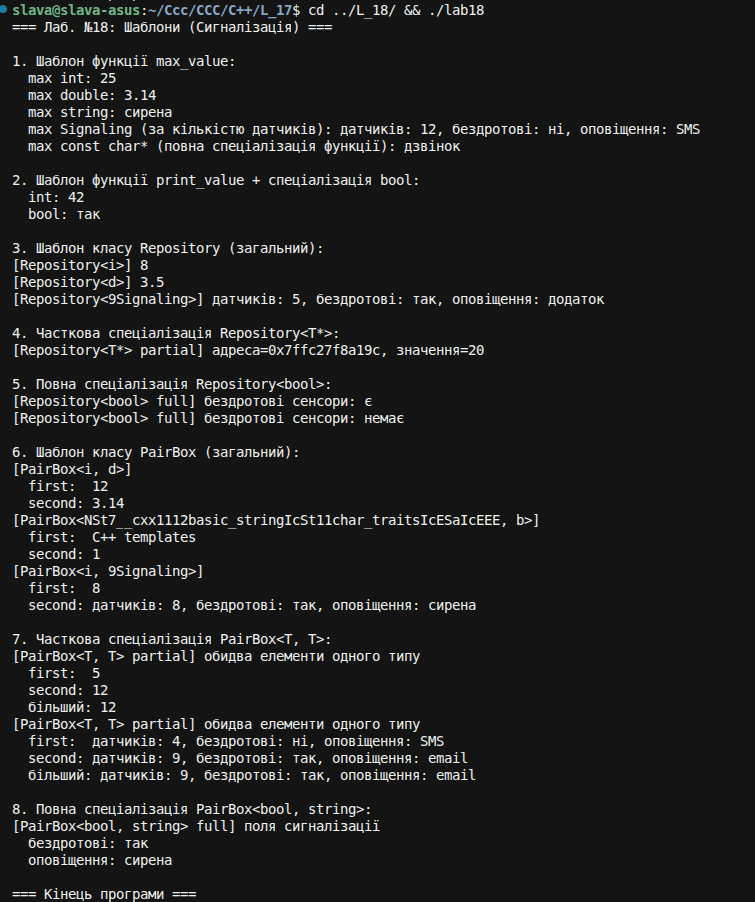 slava@slava-asus:~/Ccc/CCC/C++/L_17$ cd ../L_18/ && ./lab18
=== Лаб. №18: Шаблони (Сигналізація) ===
1. Шаблон функції max_value:
max int: 25
max double: 3.14
max string: сирена
max Signaling (за кількістю датчиків): датчиків: 12, бездротові: ні, оповіщення: SMS
max const char* (повна спеціалізація функції): дзвінок
2. Шаблон функції print_value + спеціалізація bool:
int: 42
bool: так
3. Шаблон класу Repository (загальний):
[Repository<i>] 8
[Repository<d>] 3.5
[Repository<9Signaling>] датчиків: 5, бездротові: так, оповіщення: додаток
4. Часткова спеціалізація Repository<T*>:
[Repository<T*> partial] адреса=0x7ffc27f8a19c, значення=20
5. Повна спеціалізація Repository<bool>:
[Repository<bool> full] бездротові сенсори: є
[Repository<bool> full] бездротові сенсори: немає
6. Шаблон класу PairBox (загальний):
[PairBox<i, d>]
first:  12
second: 3.14
[PairBox<NSt7__cxx1112basic_stringIcSt11char_traitsIcESaIcEEE, b>]
first:  C++ templates
second: 1
[PairBox<i, 9Signaling>]
first:  8
second: датчиків: 8, бездротові: так, оповіщення: сирена
7. Часткова спеціалізація PairBox<T, T>:
[PairBox<T, T> partial] обидва елементи одного типу
first:  5
second: 12
більший: 12
[PairBox<T, T> partial] обидва елементи одного типу
first:  датчиків: 4, бездротові: ні, оповіщення: SMS
second: датчиків: 9, бездротові: так, оповіщення: email
більший: датчиків: 9, бездротові: так, оповіщення: email
8. Повна спеціалізація PairBox<bool, string>:
[PairBox<bool, string> full] поля сигналізації
бездротові: так
оповіщення: сирена
=== Кінець програми ===